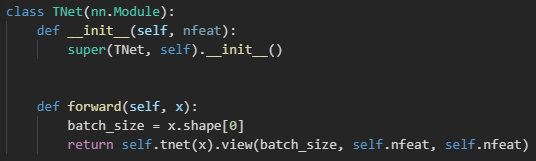 class TNet(nn.Module):
    def __init__(self, nfeat):
        super(TNet, self).__init__()
    def forward(self, x):
        batch_size = x.shape[0]
        return self.tnet(x).view(batch_size, self.nfeat, self.nfeat)